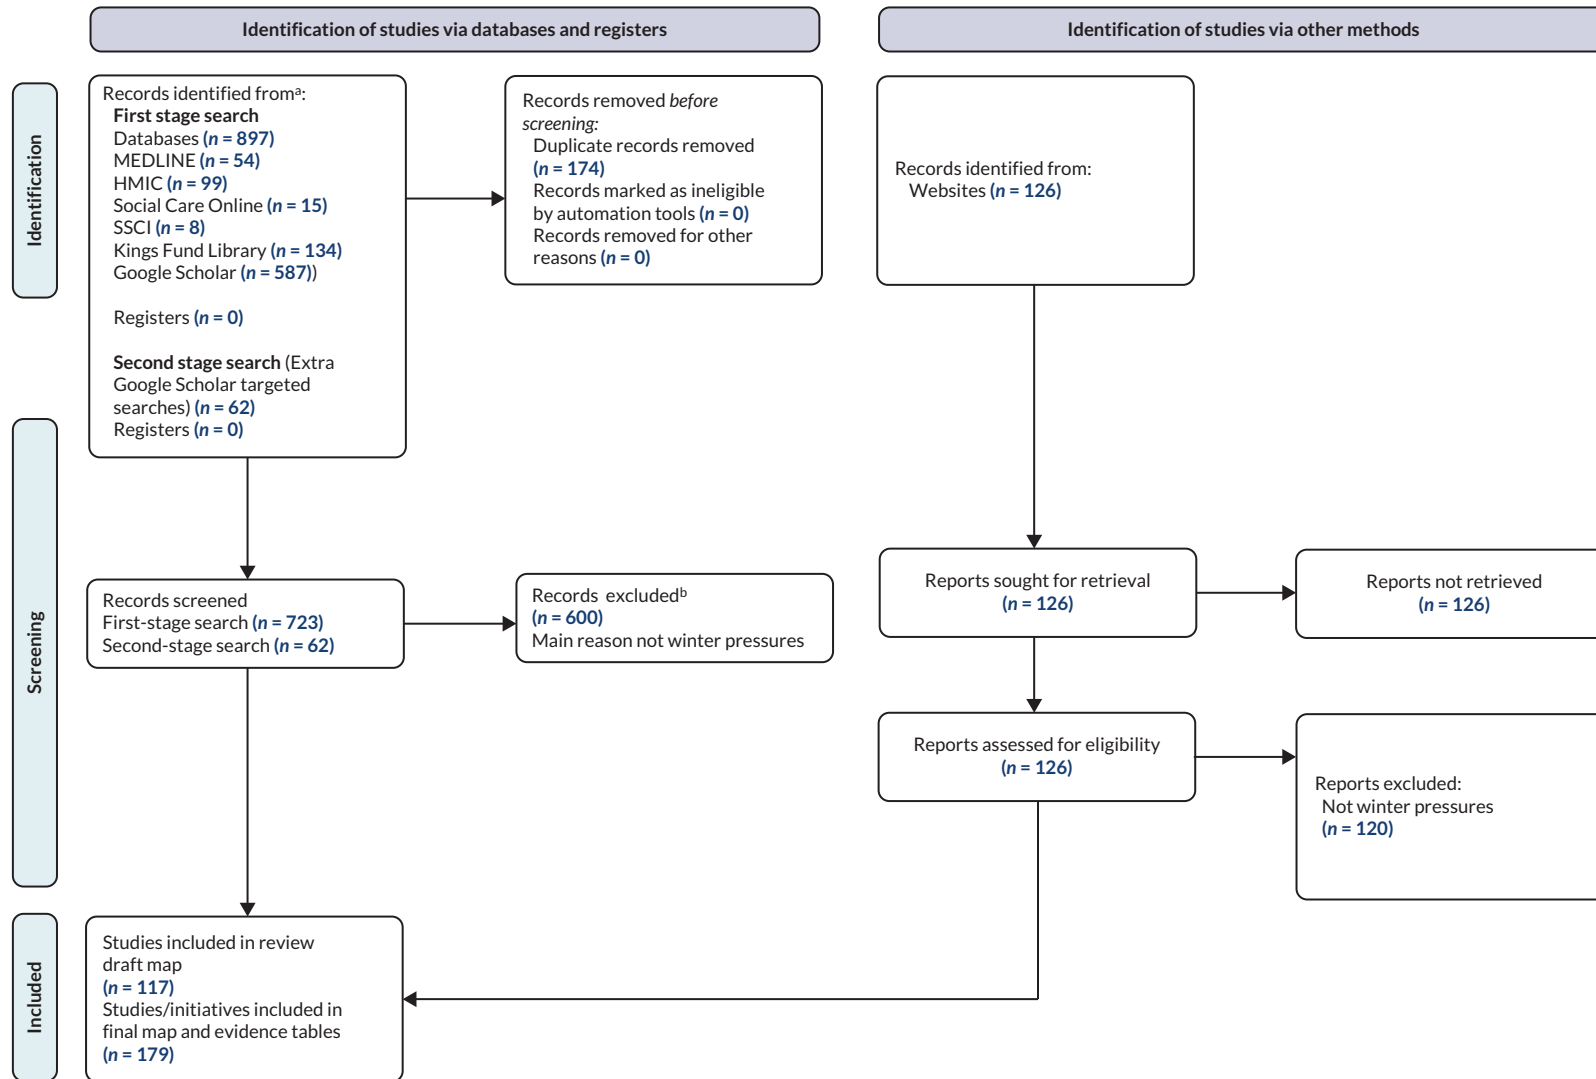 Identification of studies via databases and registers
Identification of studies via other methods
Identification
Records identified fromᵃ:
First stage search
Databases (n = 897)
MEDLINE (n = 54)
HMIC (n = 99)
Social Care Online (n = 15)
SSCI (n = 8)
Kings Fund Library (n = 134)
Google Scholar (n = 587))
Registers (n = 0)
Second stage search (Extra
Google Scholar targeted
searches) (n = 62)
Registers (n = 0)
Records removed before
screening:
Duplicate records removed
(n = 174)
Records marked as ineligible
by automation tools (n = 0)
Records removed for other
reasons (n = 0)
Records identified from:
Websites (n = 126)
Screening
Records screened
First-stage search (n = 723)
Second-stage search (n = 62)
Records excludedᵇ
(n = 600)
Main reason not winter pressures
Reports sought for retrieval
(n = 126)
Reports not retrieved
(n = 126)
Reports assessed for eligibility
(n = 126)
Reports excluded:
Not winter pressures
(n = 120)
Included
Studies included in review
draft map
(n = 117)
Studies/initiatives included in
final map and evidence tables
(n = 179)